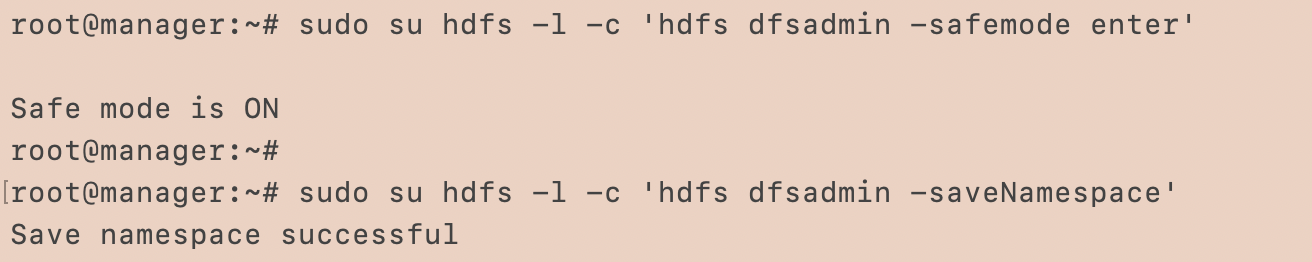 root@manager:~# sudo su hdfs -l -c 'hdfs dfsadmin -safemode enter'
Safe mode is ON
root@manager:~#
[root@manager:~# sudo su hdfs -l -c 'hdfs dfsadmin -saveNamespace'
Save namespace successful